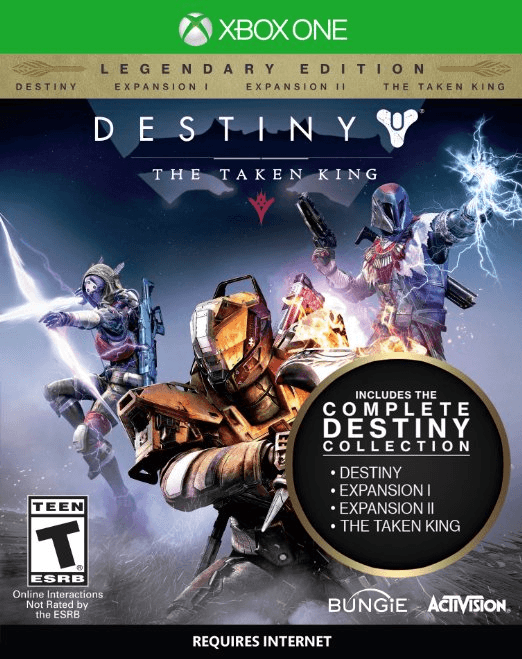 XBOX ONE
LEGENDARY EDITION
DESTINY EXPANSION I EXPANSION II THE TAKEN KING
DESTINY®
THE TAKEN KING
INCLUDES THE
COMPLETE
DESTINY
COLLECTION
• DESTINY
• EXPANSION I
• EXPANSION II
• THE TAKEN KING
TEEN
T
®
ESRB
Online Interactions
Not Rated by
the ESRB
BUNGiE ACTIVISION®
REQUIRES INTERNET